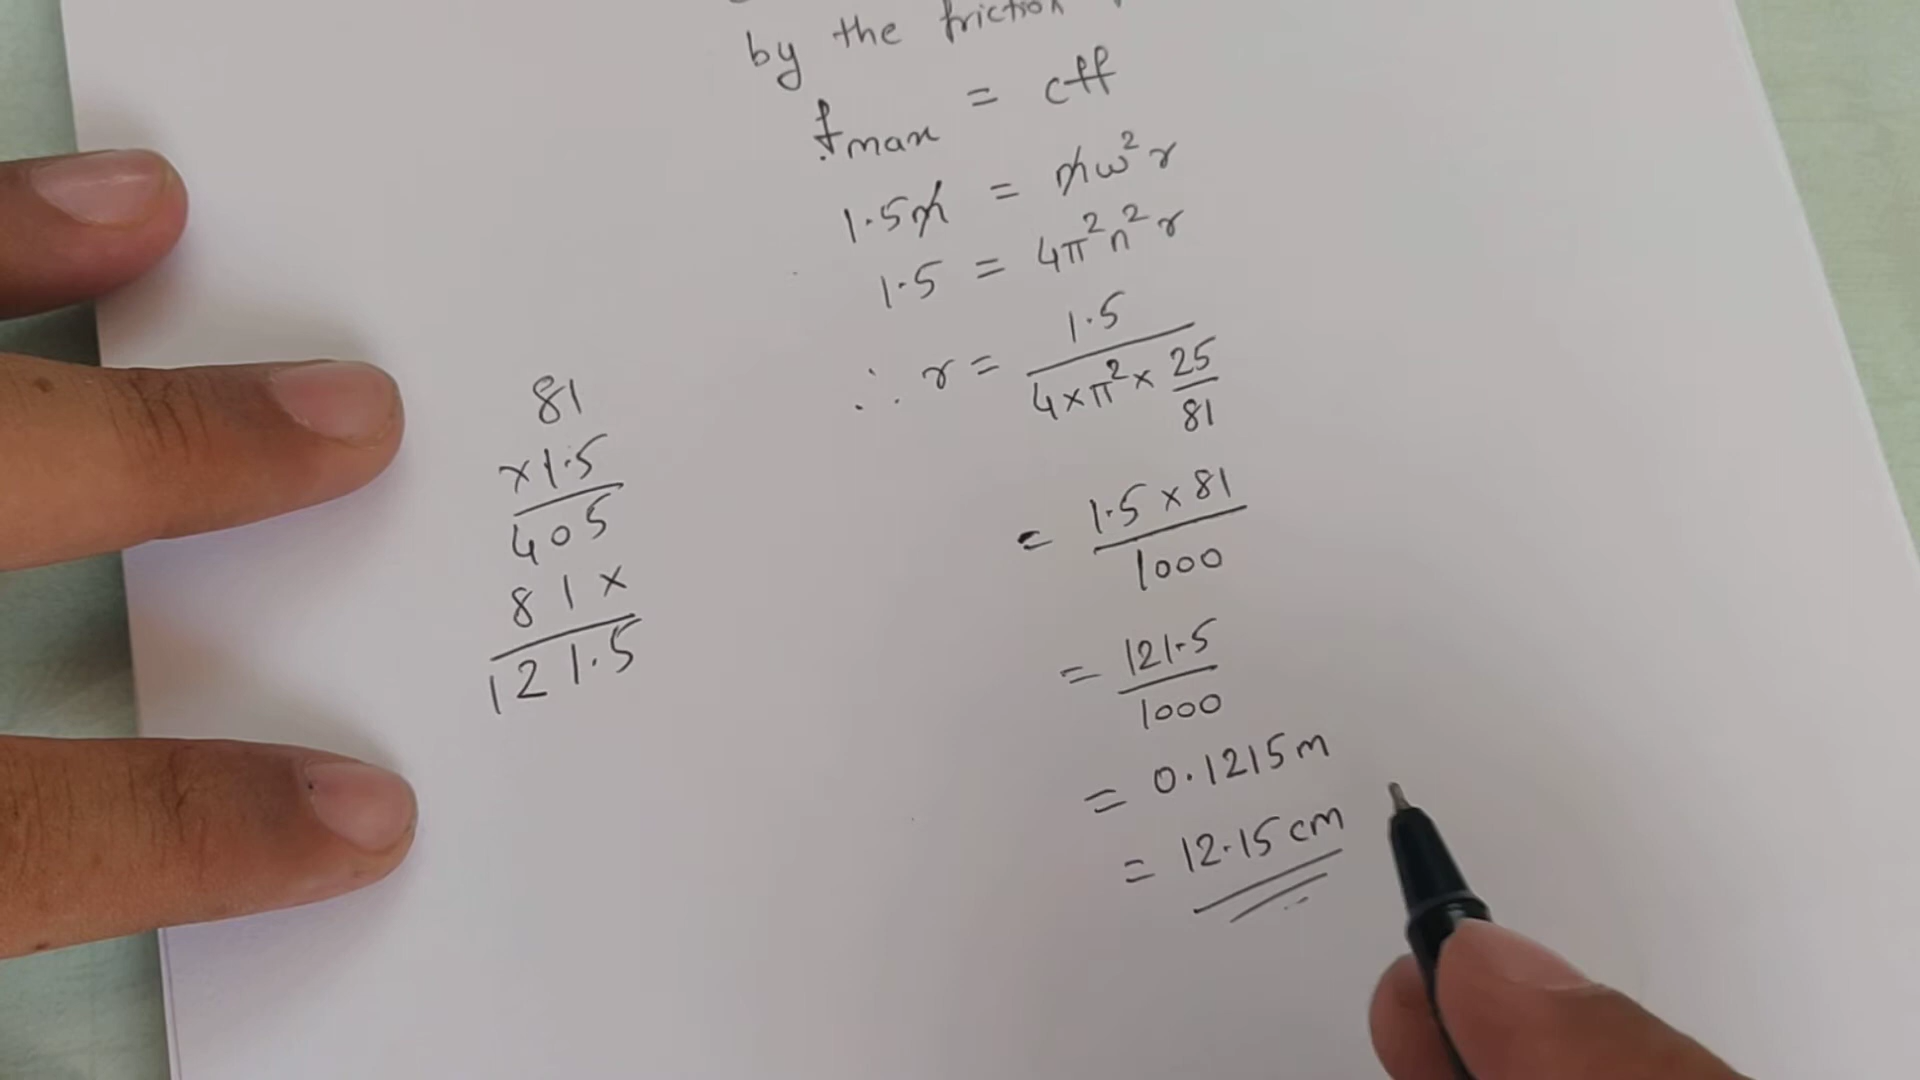 by the friction
fmax = cff
1.5m = mω²r
1.5 = 4π²n²r
∴ r = 1.5 / (4×π²× 25/81)
= 1.5 × 81 / 1000
= 121.5 / 1000
= 0.1215m
= 12.15 cm
81
×1.5
405
81×
121.5